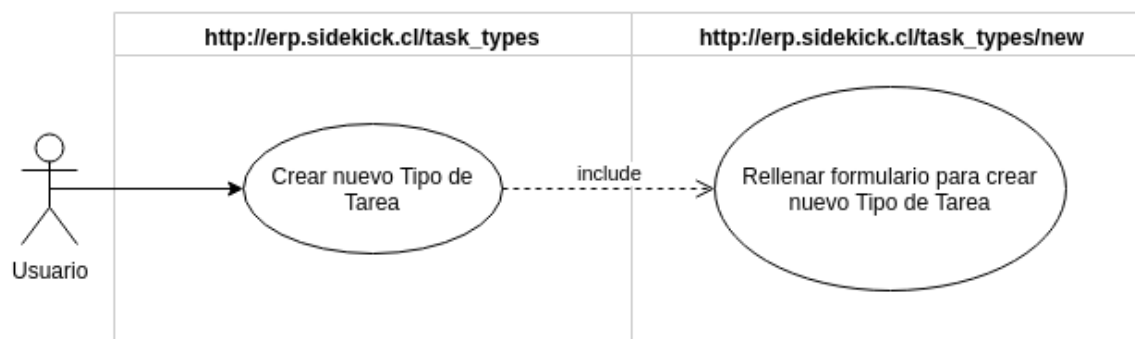 http://erp.sidekick.cl/task_types
http://erp.sidekick.cl/task_types/new
Crear nuevo Tipo de
Tarea
include
Rellenar formulario para crear
nuevo Tipo de Tarea
Usuario